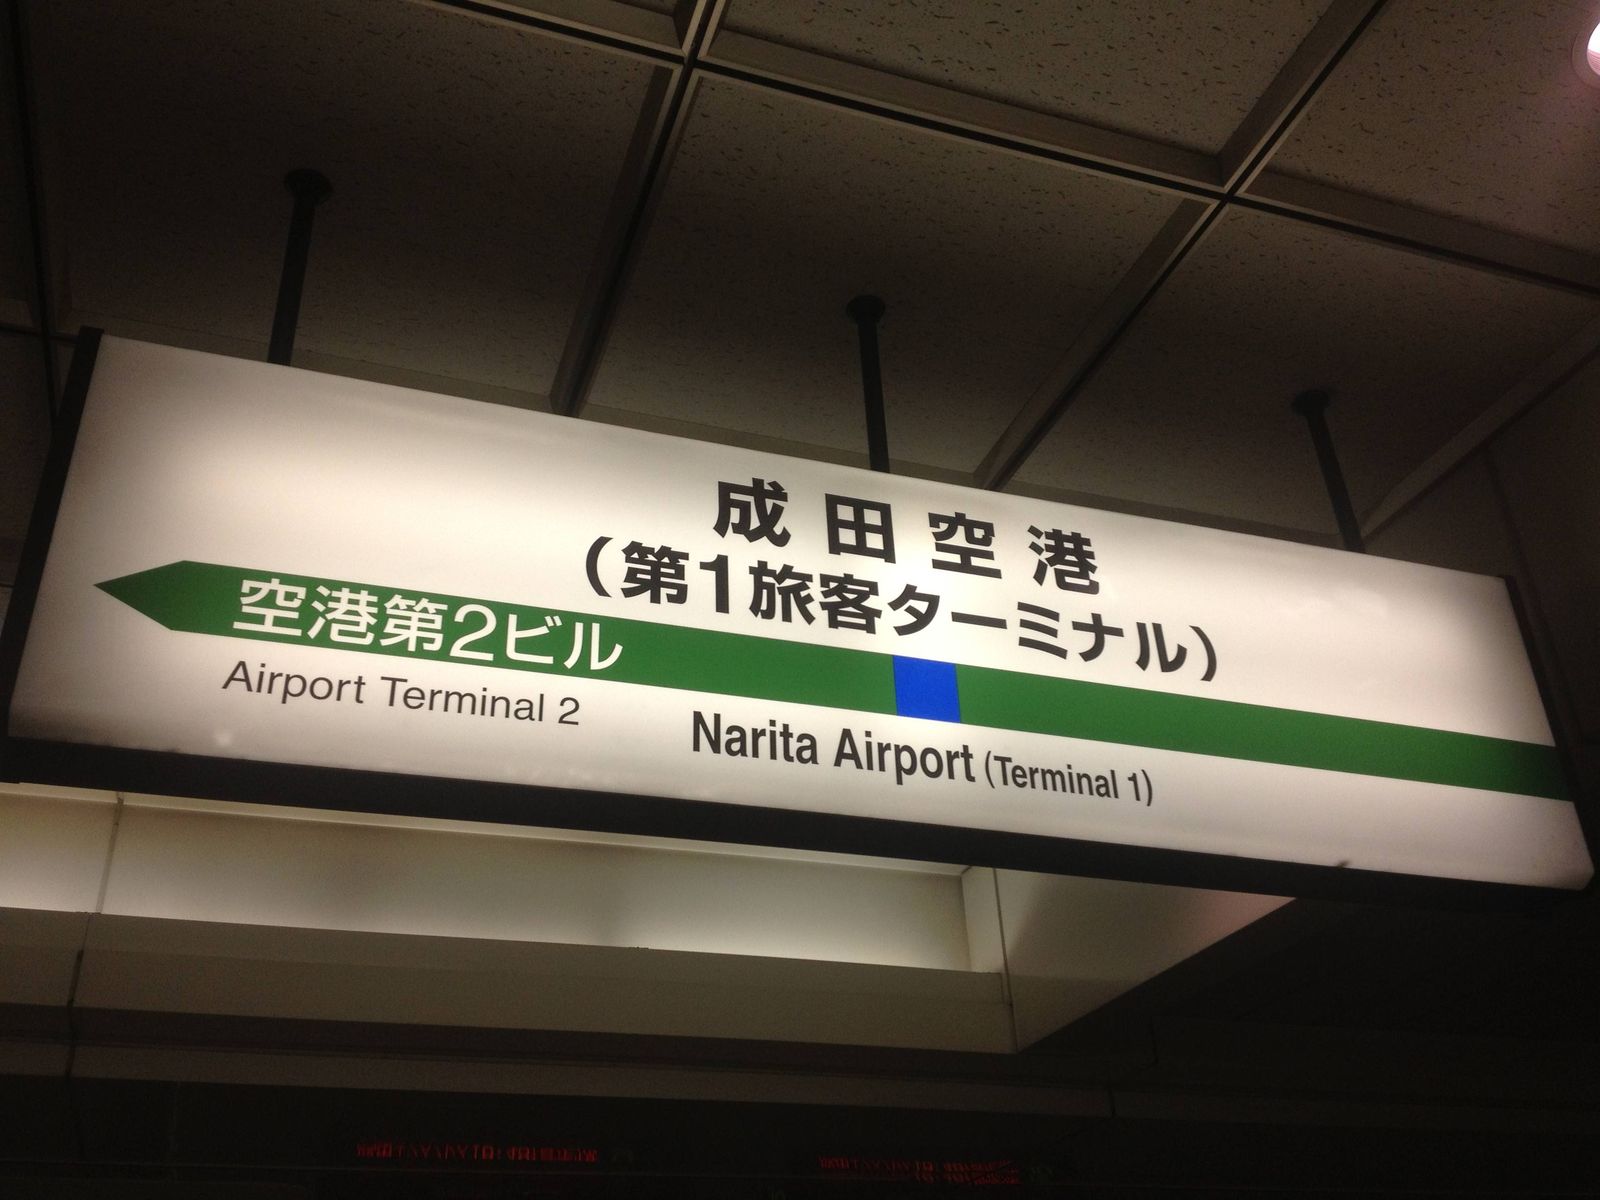 成田空港
(第1旅客ターミナル)
空港第2ビル
Airport Terminal 2
Narita Airport (Terminal 1)